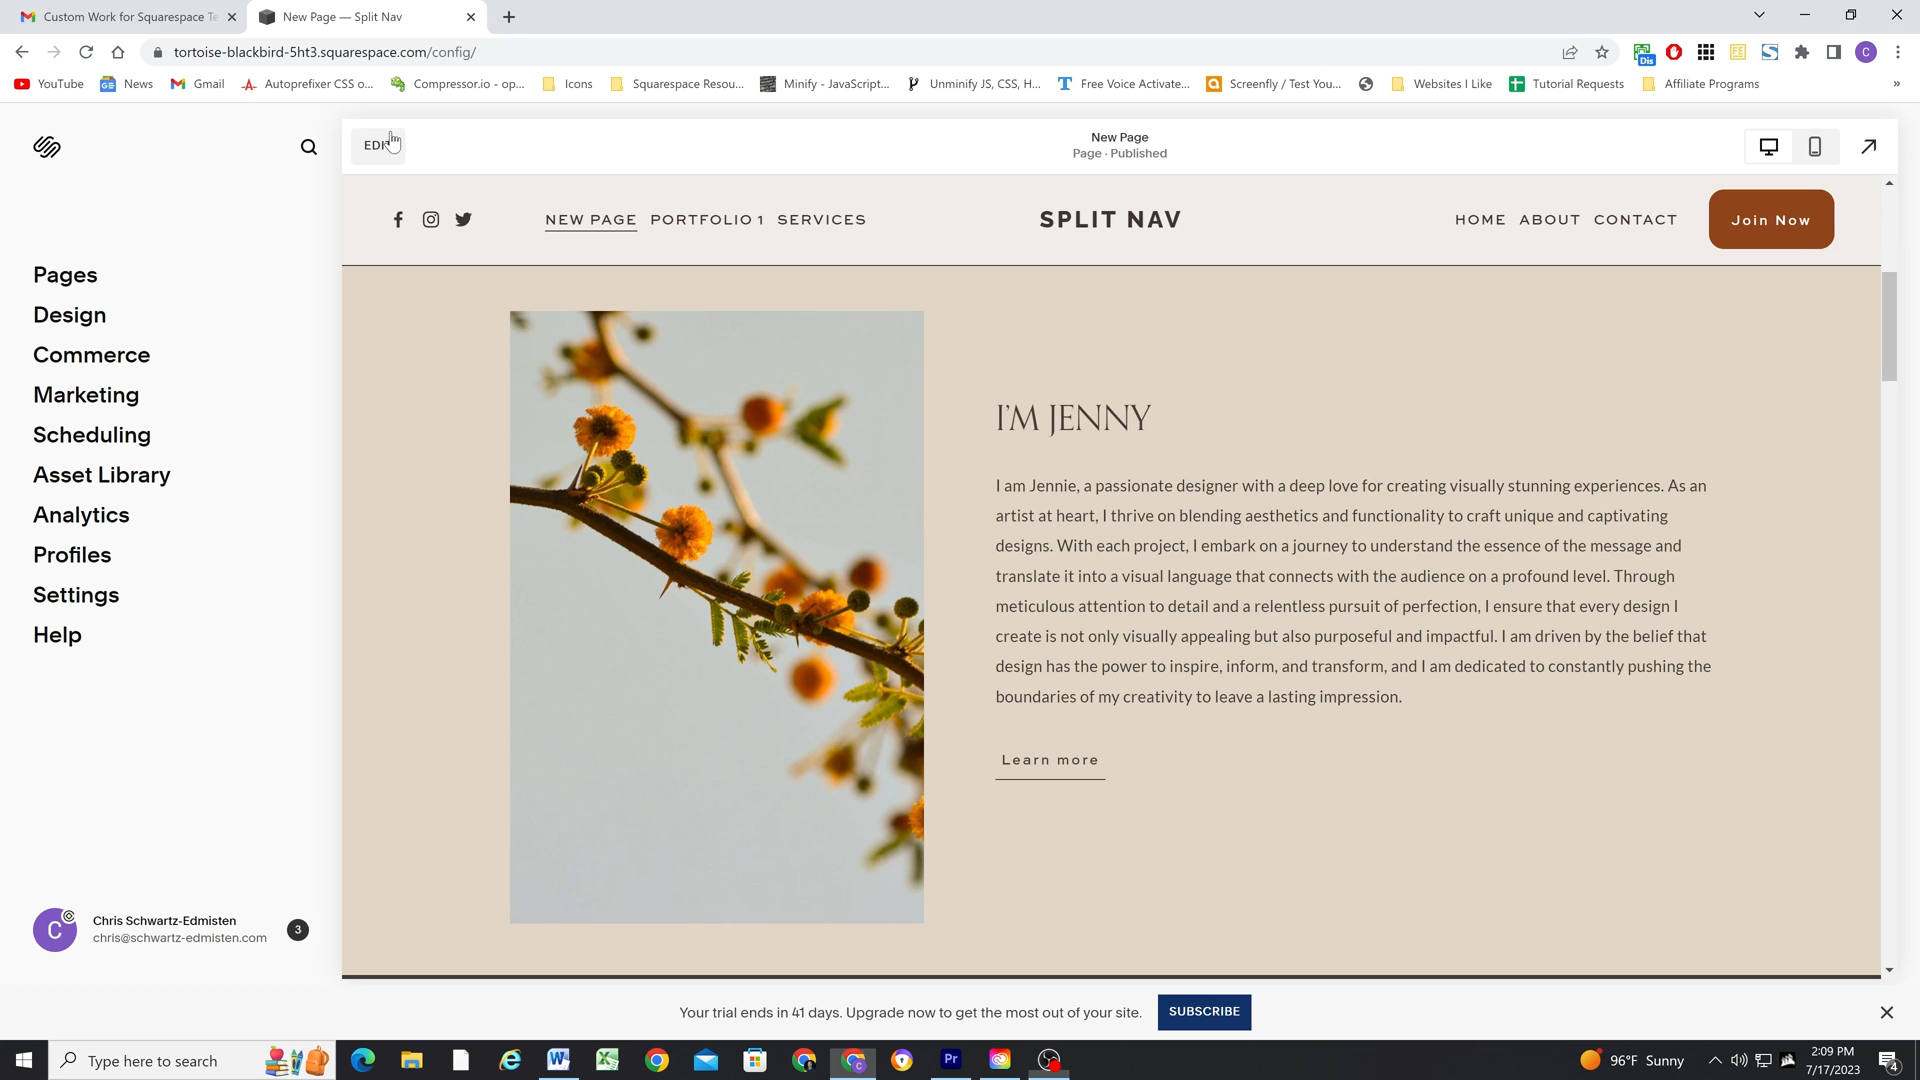 Custom Work for Squarespace Te
New Page — Split Nav
tortoise-blackbird-5ht3.squarespace.com/config/
Dis
FE
C
YouTube
News
Gmail
Autoprefixer CSS o...
Compressor.io - op...
Icons
Squarespace Resou...
Minify - JavaScript...
Unminify JS, CSS, H...
Free Voice Activate...
Screenfly / Test You...
Websites I Like
Tutorial Requests
Affiliate Programs
New Page
Page · Published
NEW PAGE
PORTFOLIO 1
SERVICES
SPLIT NAV
HOME
ABOUT
CONTACT
Join Now
Pages
Design
Commerce
Marketing
Scheduling
Asset Library
Analytics
Profiles
Settings
Help
I'M JENNY
I am Jennie, a passionate designer with a deep love for creating visually stunning experiences. As an
artist at heart, I thrive on blending aesthetics and functionality to craft unique and captivating
designs. With each project, I embark on a journey to understand the essence of the message and
translate it into a visual language that connects with the audience on a profound level. Through
meticulous attention to detail and a relentless pursuit of perfection, I ensure that every design I
create is not only visually appealing but also purposeful and impactful. I am driven by the belief that
design has the power to inspire, inform, and transform, and I am dedicated to constantly pushing the
boundaries of my creativity to leave a lasting impression.
Learn more
C
Chris Schwartz-Edmisten
chris@schwartz-edmisten.com
3
Your trial ends in 41 days. Upgrade now to get the most out of your site.
SUBSCRIBE
Type here to search
Pr
96°F Sunny
2:09 PM
7/17/2023
4